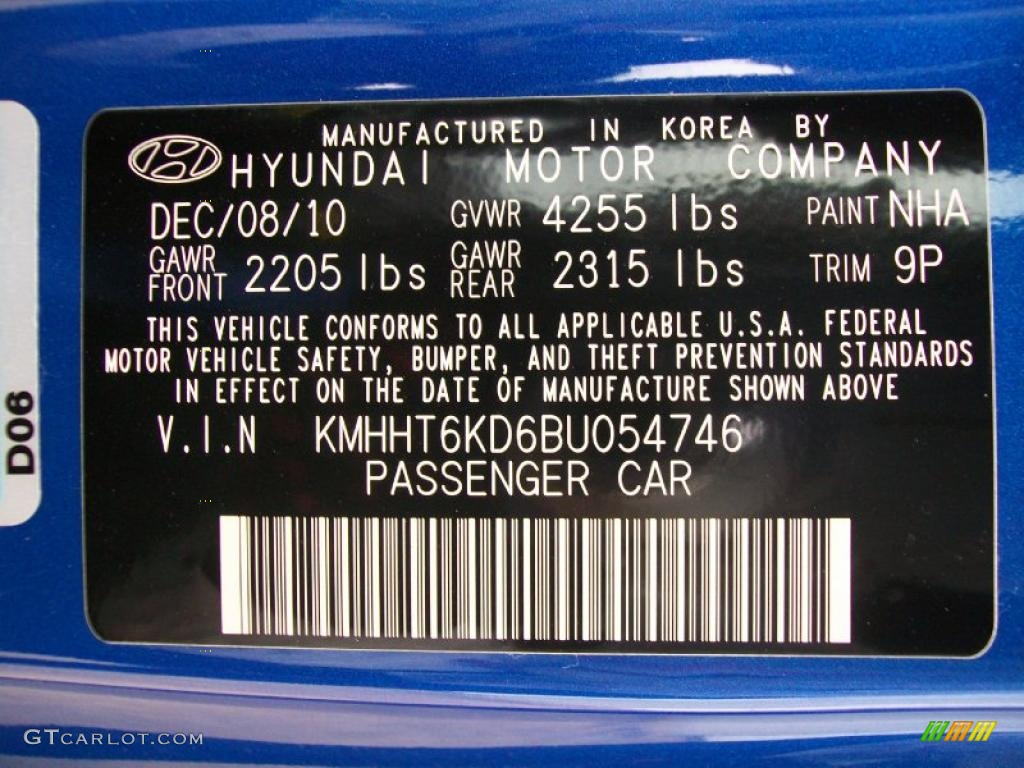 MANUFACTURED IN KOREA BY
HYUNDAI MOTOR COMPANY
DEC/08/10 GVWR 4255 lbs PAINT NHA
GAWR FRONT 2205 lbs GAWR REAR 2315 lbs TRIM 9P
THIS VEHICLE CONFORMS TO ALL APPLICABLE U.S.A. FEDERAL
MOTOR VEHICLE SAFETY, BUMPER, AND THEFT PREVENTION STANDARDS
IN EFFECT ON THE DATE OF MANUFACTURE SHOWN ABOVE
V.I.N KMHHT6KD6BU054746
PASSENGER CAR
D06
GTCARLOT.COM